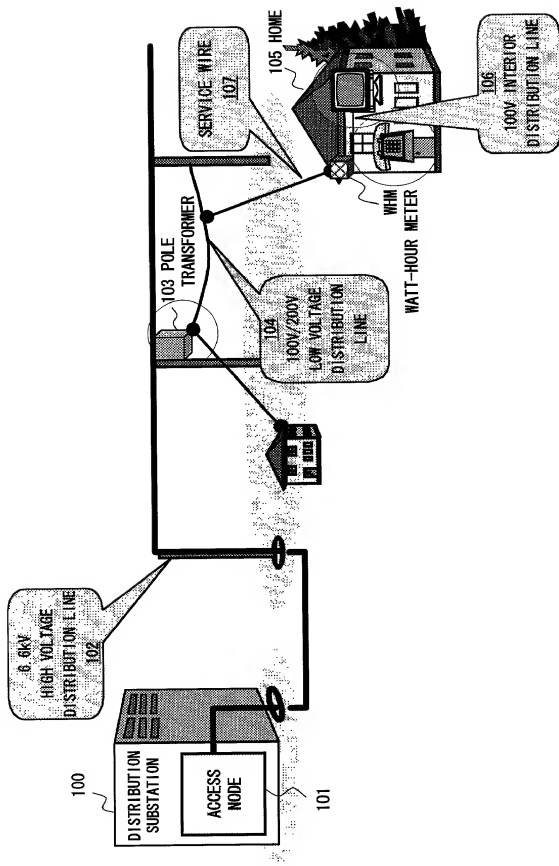 100
DISTRIBUTION
SUBSTATION
ACCESS
NODE
101
6.6kV
HIGH VOLTAGE
DISTRIBUTION LINE
102
103 POLE
TRANSFORMER
104
100V/200V
LOW VOLTAGE
DISTRIBUTION
LINE
SERVICE WIRE
107
105 HOME
WHM
WATT-HOUR METER
106
100V INTERIOR
DISTRIBUTION LINE